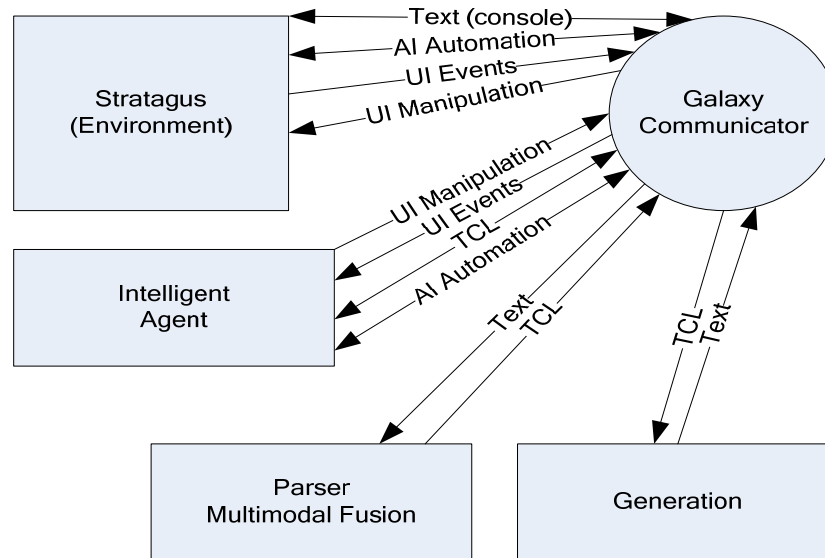 Text (console)
AI Automation
UI Events
UI Manipulation
Stratagus
(Environment)
Galaxy
Communicator
UI Manipulation
UI Events
TCL
AI Automation
Intelligent
Agent
Text
TCL
TCL
Text
Parser
Multimodal Fusion
Generation